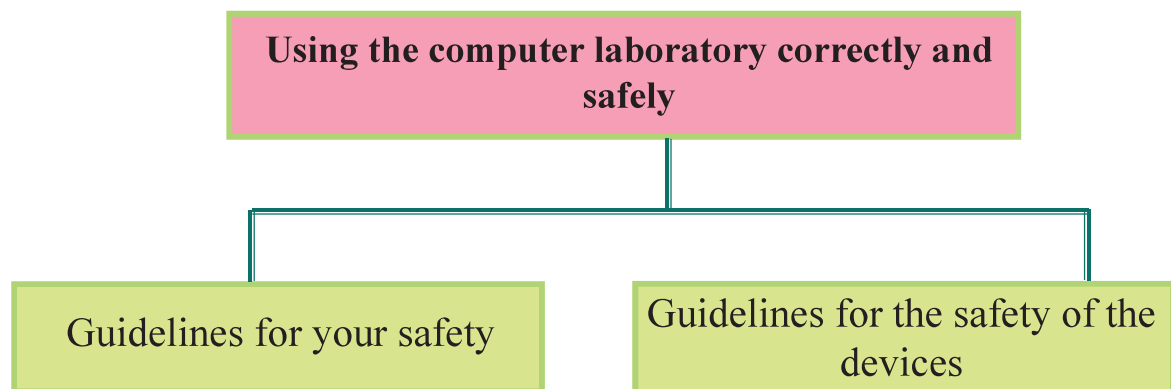 Using the computer laboratory correctly and
safely
Guidelines for your safety
Guidelines for the safety of the
devices